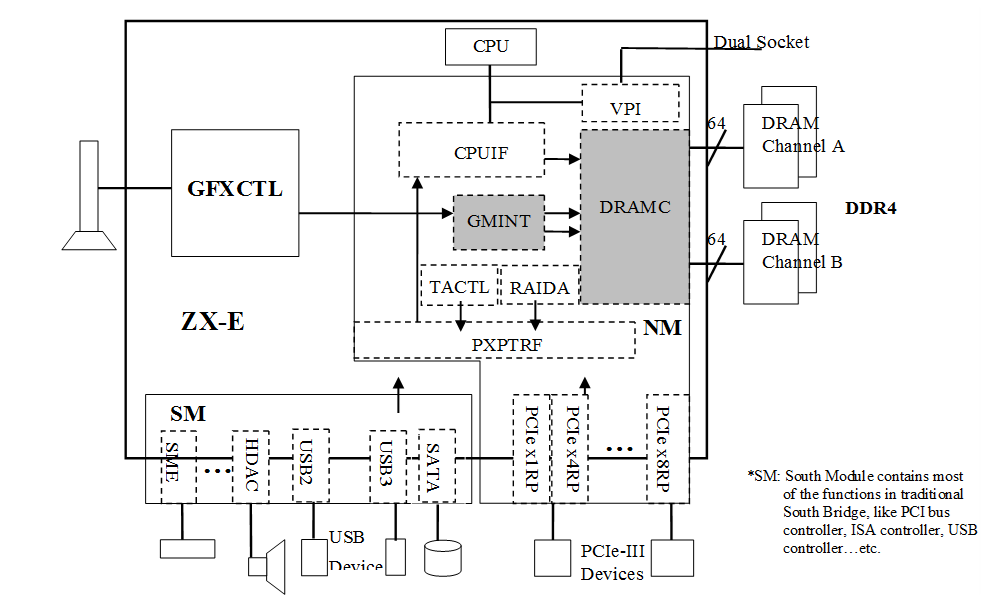 CPU
Dual Socket
VPI
64
DRAM
Channel A
CPUIF
GFXCTL
GMINT
DRAMC
DDR4
64
DRAM
Channel B
TACTL
RAIDA
ZX-E
NM
PXPTRF
SM
SME
...
HDAC
USB2
USB3
SATA
PCIe x1RP
PCIe x4RP
...
PCIe x8RP
*SM: South Module contains most
of the functions in traditional
South Bridge, like PCI bus
controller, ISA controller, USB
controller…etc.
USB
Device
PCIe-III
Devices